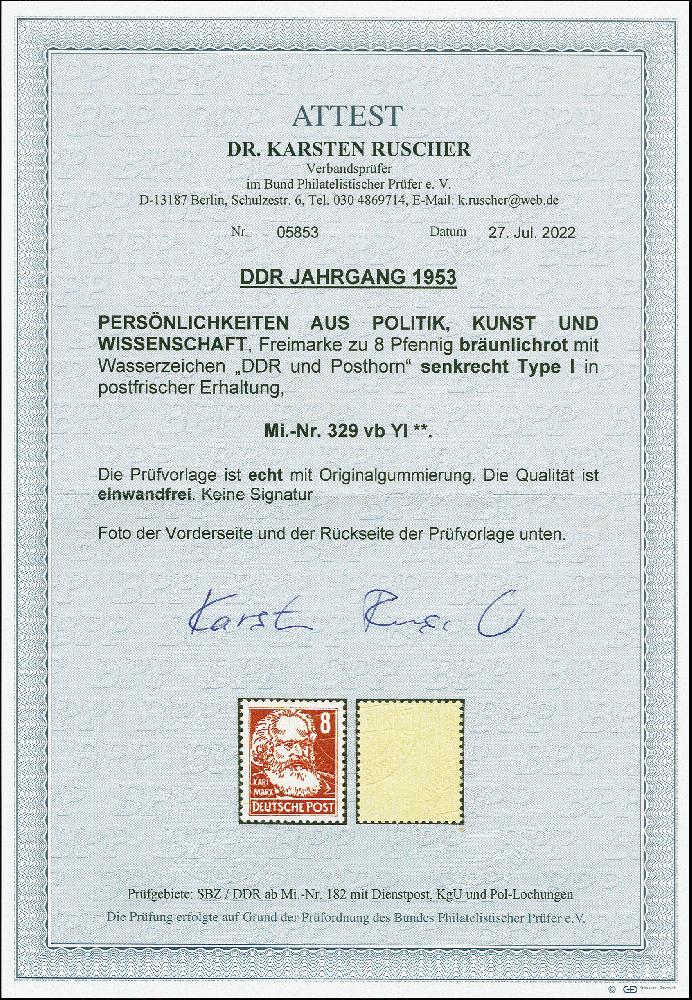 ATTEST
DR. KARSTEN RUSCHER
Verbandsprüfer
im Bund Philatelistischer Prüfer e. V.
D-13187 Berlin, Schulzestr. 6, Tel. 030 4869714, E-Mail: k.ruscher@web.de
Nr. 05853 Datum 27. Jul. 2022
DDR JAHRGANG 1953
PERSÖNLICHKEITEN AUS POLITIK, KUNST UND
WISSENSCHAFT, Freimarke zu 8 Pfennig bräunlichrot mit
Wasserzeichen „DDR und Posthorn“ senkrecht Type I in
postfrischer Erhaltung,
Mi.-Nr. 329 vb YI **.
Die Prüfvorlage ist echt mit Originalgummierung. Die Qualität ist
einwandfrei. Keine Signatur
Foto der Vorderseite und der Rückseite der Prüfvorlage unten.
8
KARL
MARX
DEUTSCHE POST
Prüfgebiete: SBZ / DDR ab Mi.-Nr. 182 mit Dienstpost, KgU und Pol-Lochungen
Die Prüfung erfolgte auf Grund der Prüfordnung des Bundes Philatelistischer Prüfer e.V.